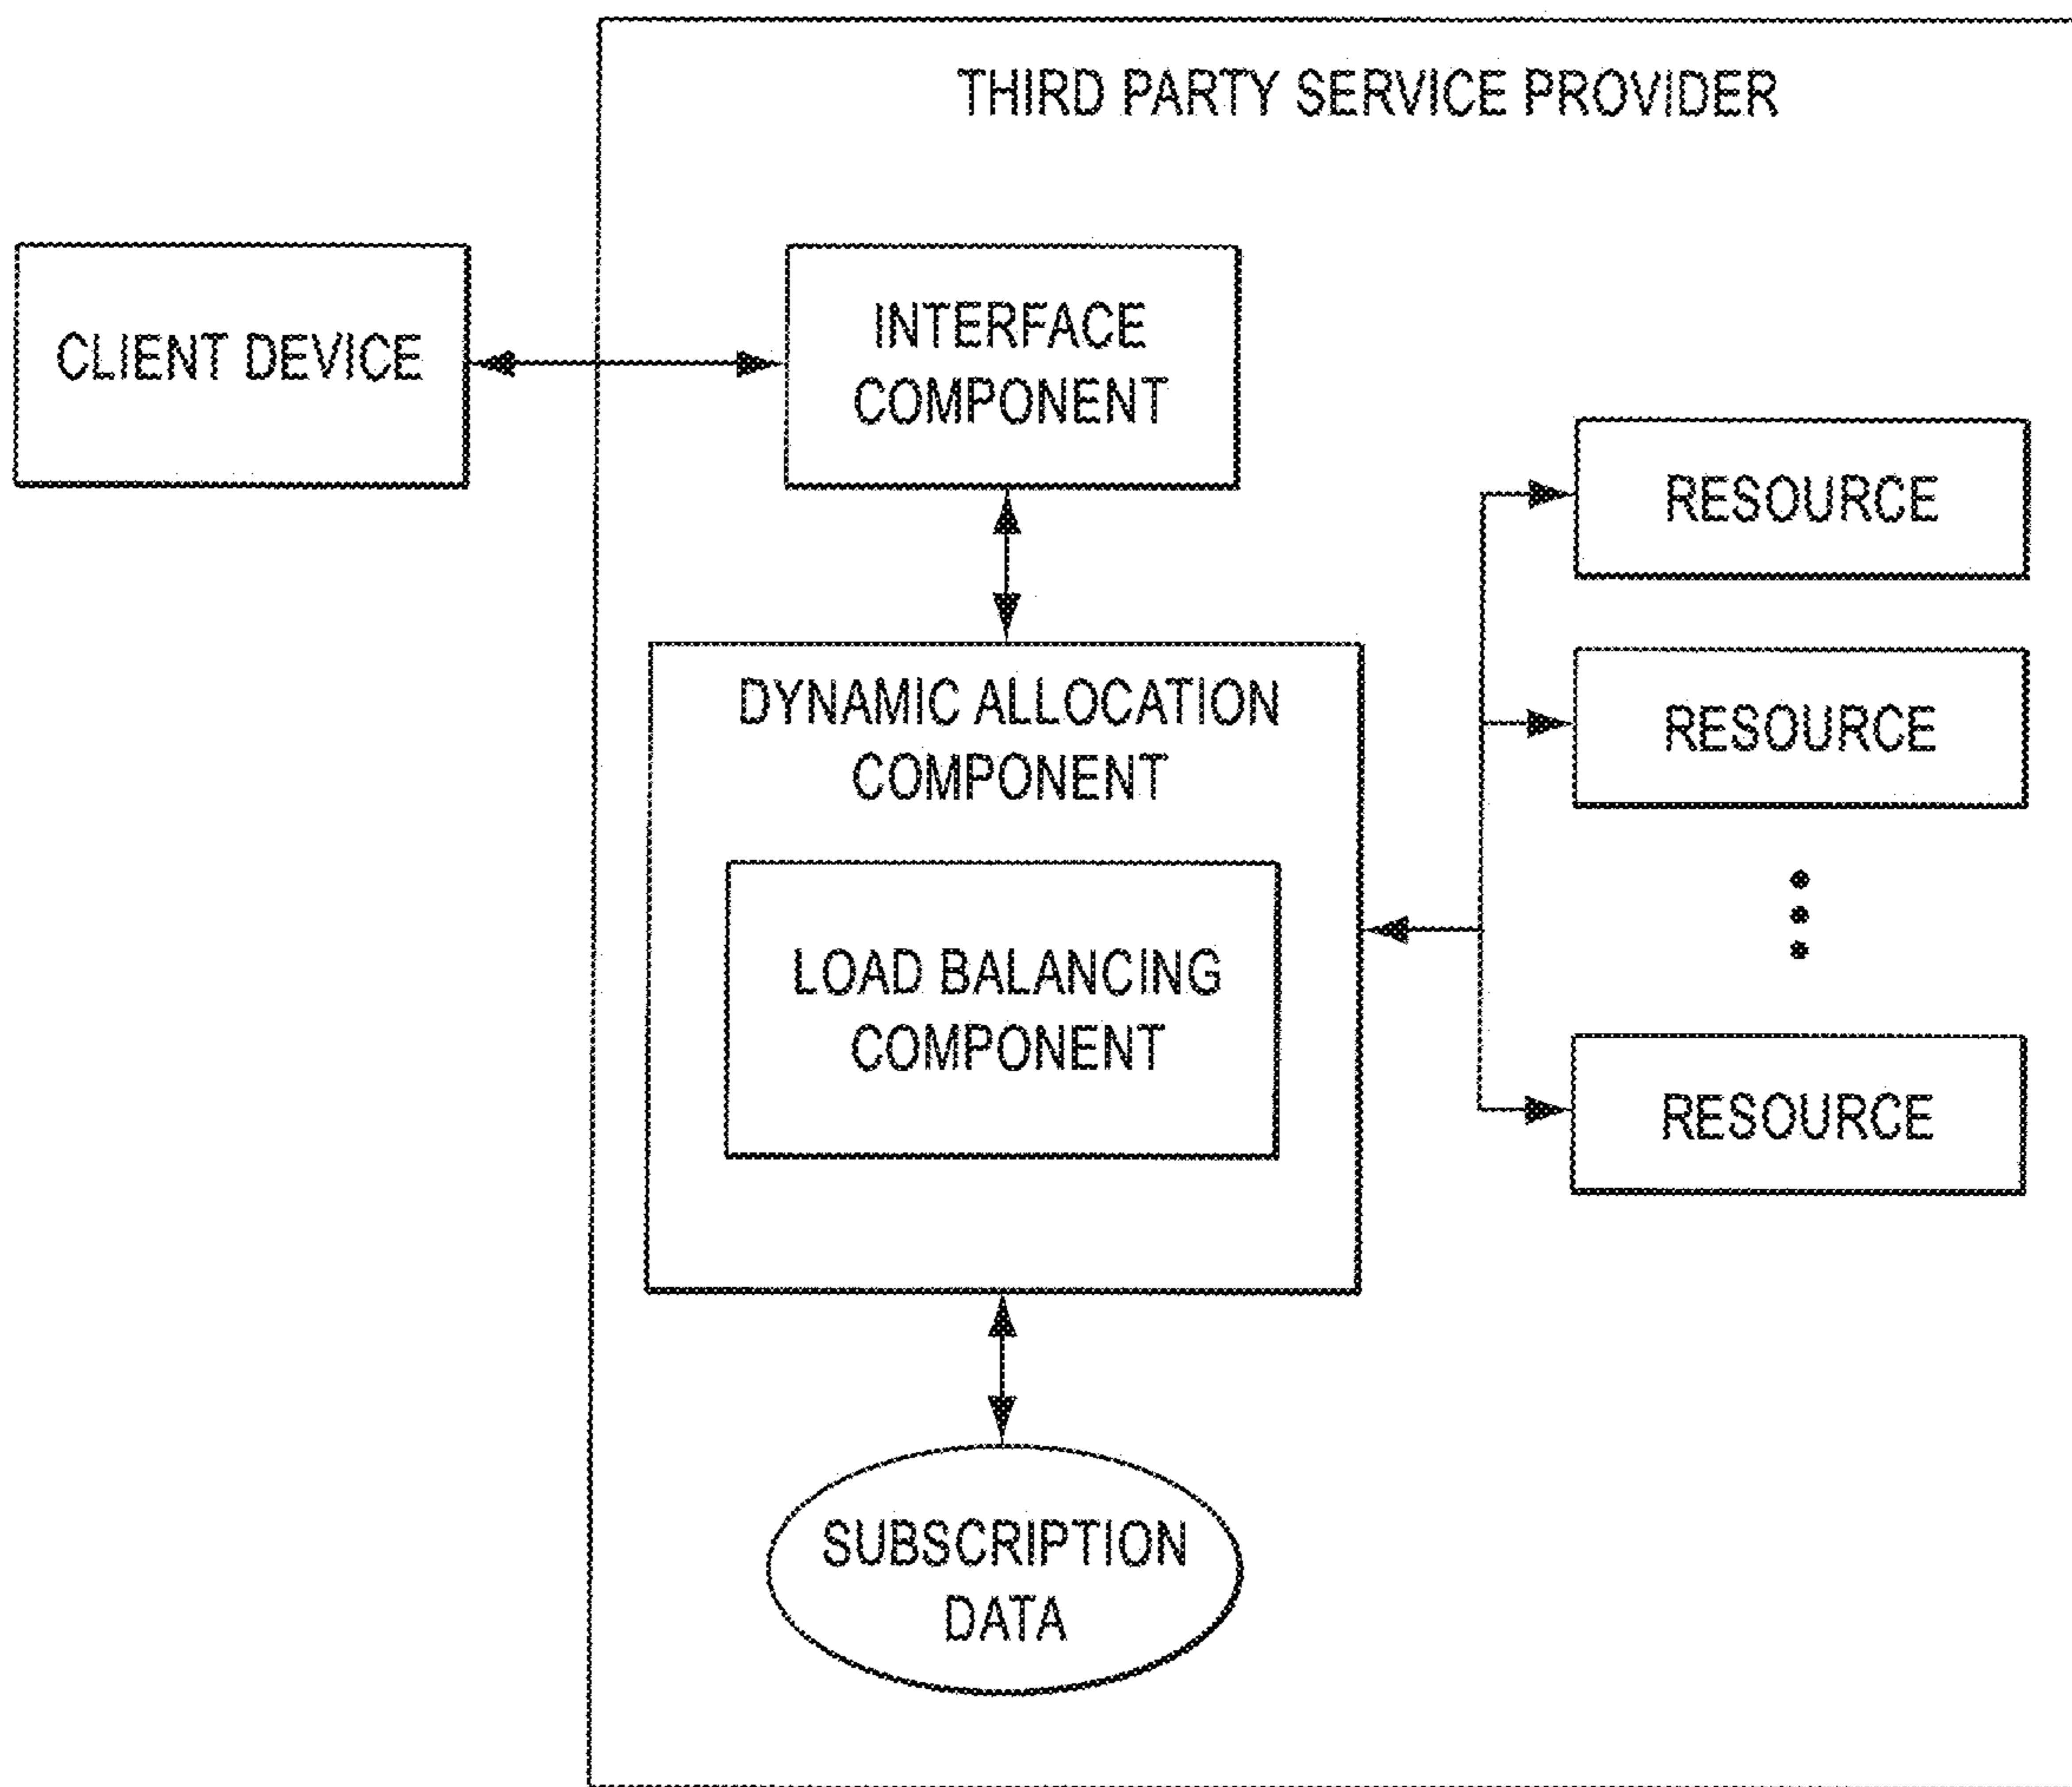 THIRD PARTY SERVICE PROVIDER
CLIENT DEVICE
INTERFACE
COMPONENT
DYNAMIC ALLOCATION
COMPONENT
LOAD BALANCING
COMPONENT
RESOURCE
RESOURCE
RESOURCE
SUBSCRIPTION
DATA